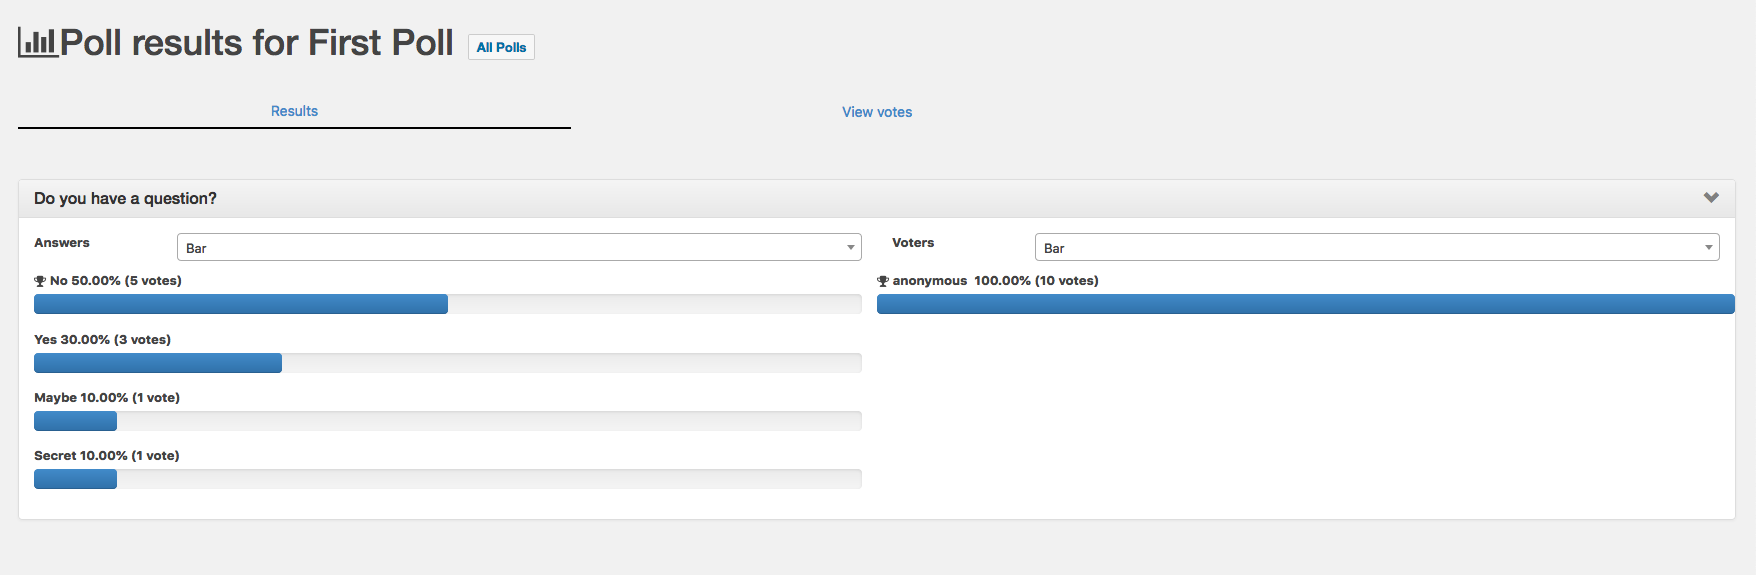 Poll results for First Poll All Polls
Results View votes
Do you have a question?
Answers Bar Voters Bar
No 50.00% (5 votes) anonymous 100.00% (10 votes)
Yes 30.00% (3 votes)
Maybe 10.00% (1 vote)
Secret 10.00% (1 vote)